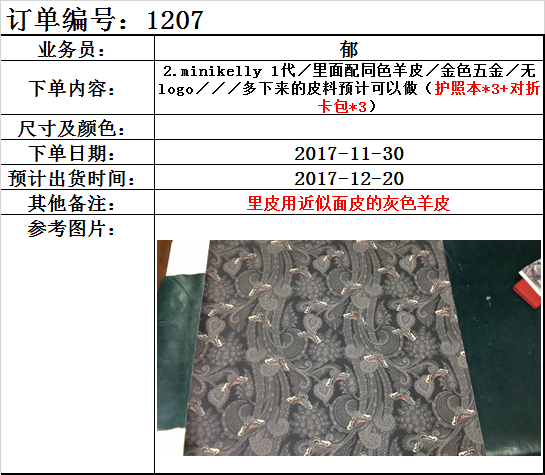 订单编号：1207
业务员： 郁
下单内容： 2.minikelly 1代／里面配同色羊皮／金色五金／无
logo／／／多下来的皮料预计可以做（护照本*3+对折
卡包*3）
尺寸及颜色：
下单日期： 2017-11-30
预计出货时间： 2017-12-20
其他备注： 里皮用近似面皮的灰色羊皮
参考图片：